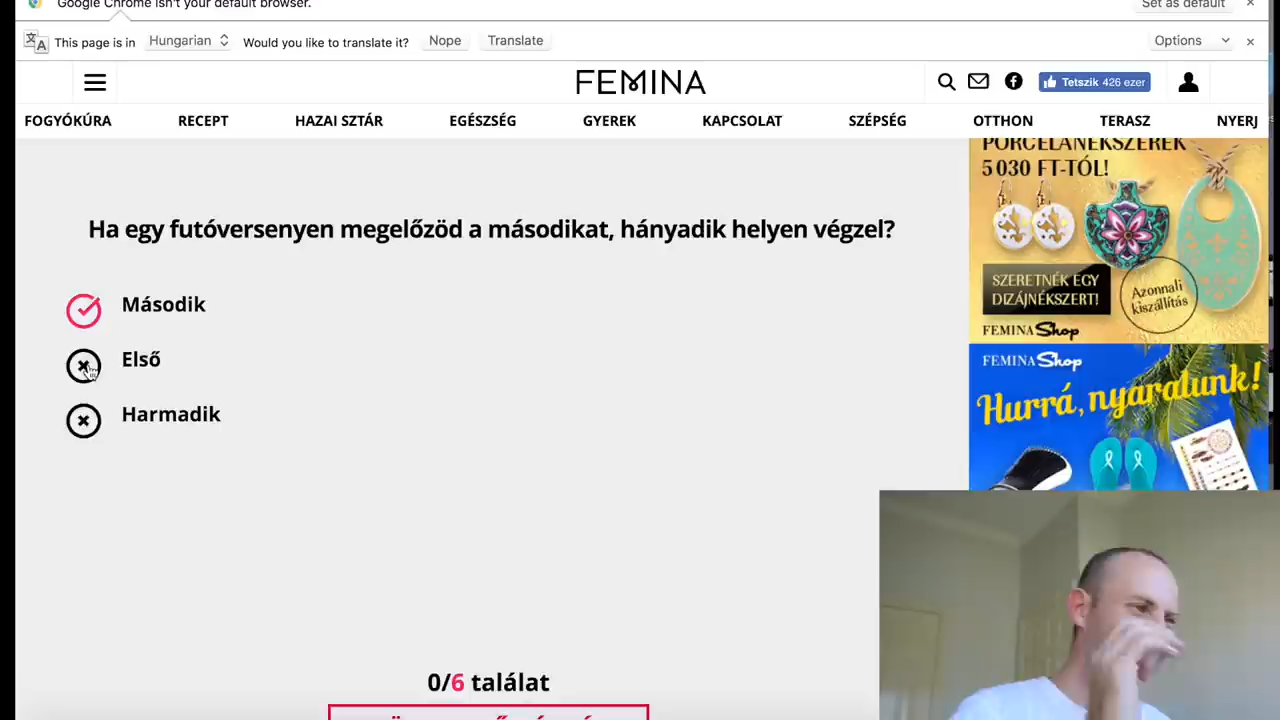 Google Chrome isn't your default browser.
Set as default
This page is in
Hungarian
Would you like to translate it?
Nope
Translate
Options
FEMINA
Tetszik 426 ezer
FOGYÓKÚRA
RECEPT
HAZAI SZTÁR
EGÉSZSÉG
GYEREK
KAPCSOLAT
SZÉPSÉG
OTTHON
TERASZ
NYERJ
PORCELÁNÉKSZEREK
5 030 FT-TÓL!
SZERETNÉK EGY
DIZÁJNÉKSZERT!
Azonnali
kiszállítás
FEMINA Shop
FEMINA Shop
Hurrá, nyaralunk!
Ha egy futóversenyen megelőzöd a másodikat, hányadik helyen végzel?
Második
Első
Harmadik
0/6 találat